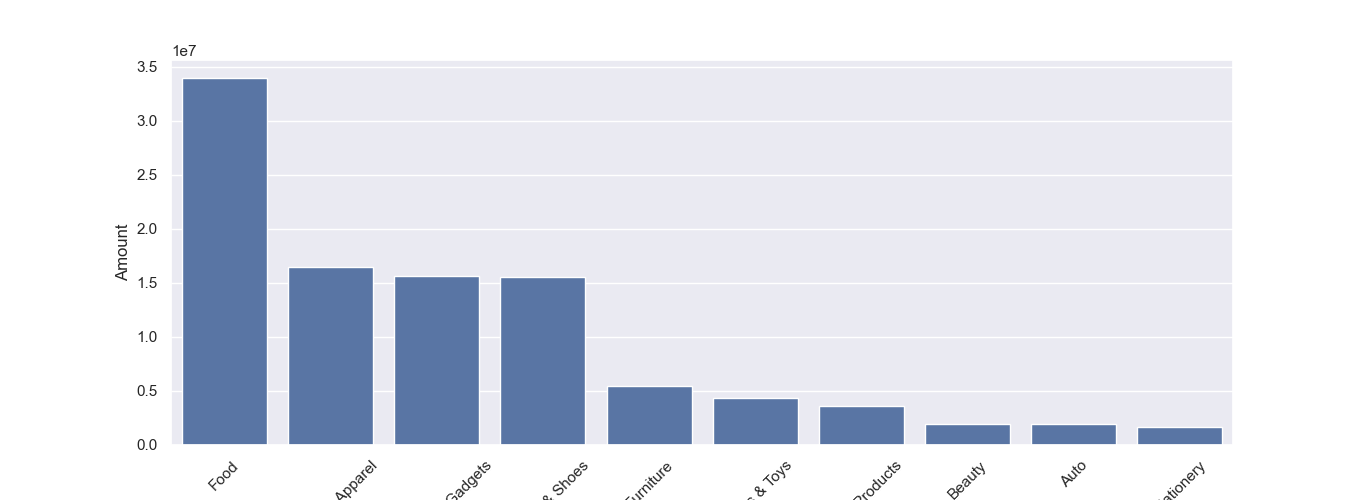 1e7
3.5
3.0
2.5
2.0
1.5
1.0
0.5
0.0
Amount
Food
Apparel
Gadgets
& Shoes
Furniture
& Toys
Products
Beauty
Auto